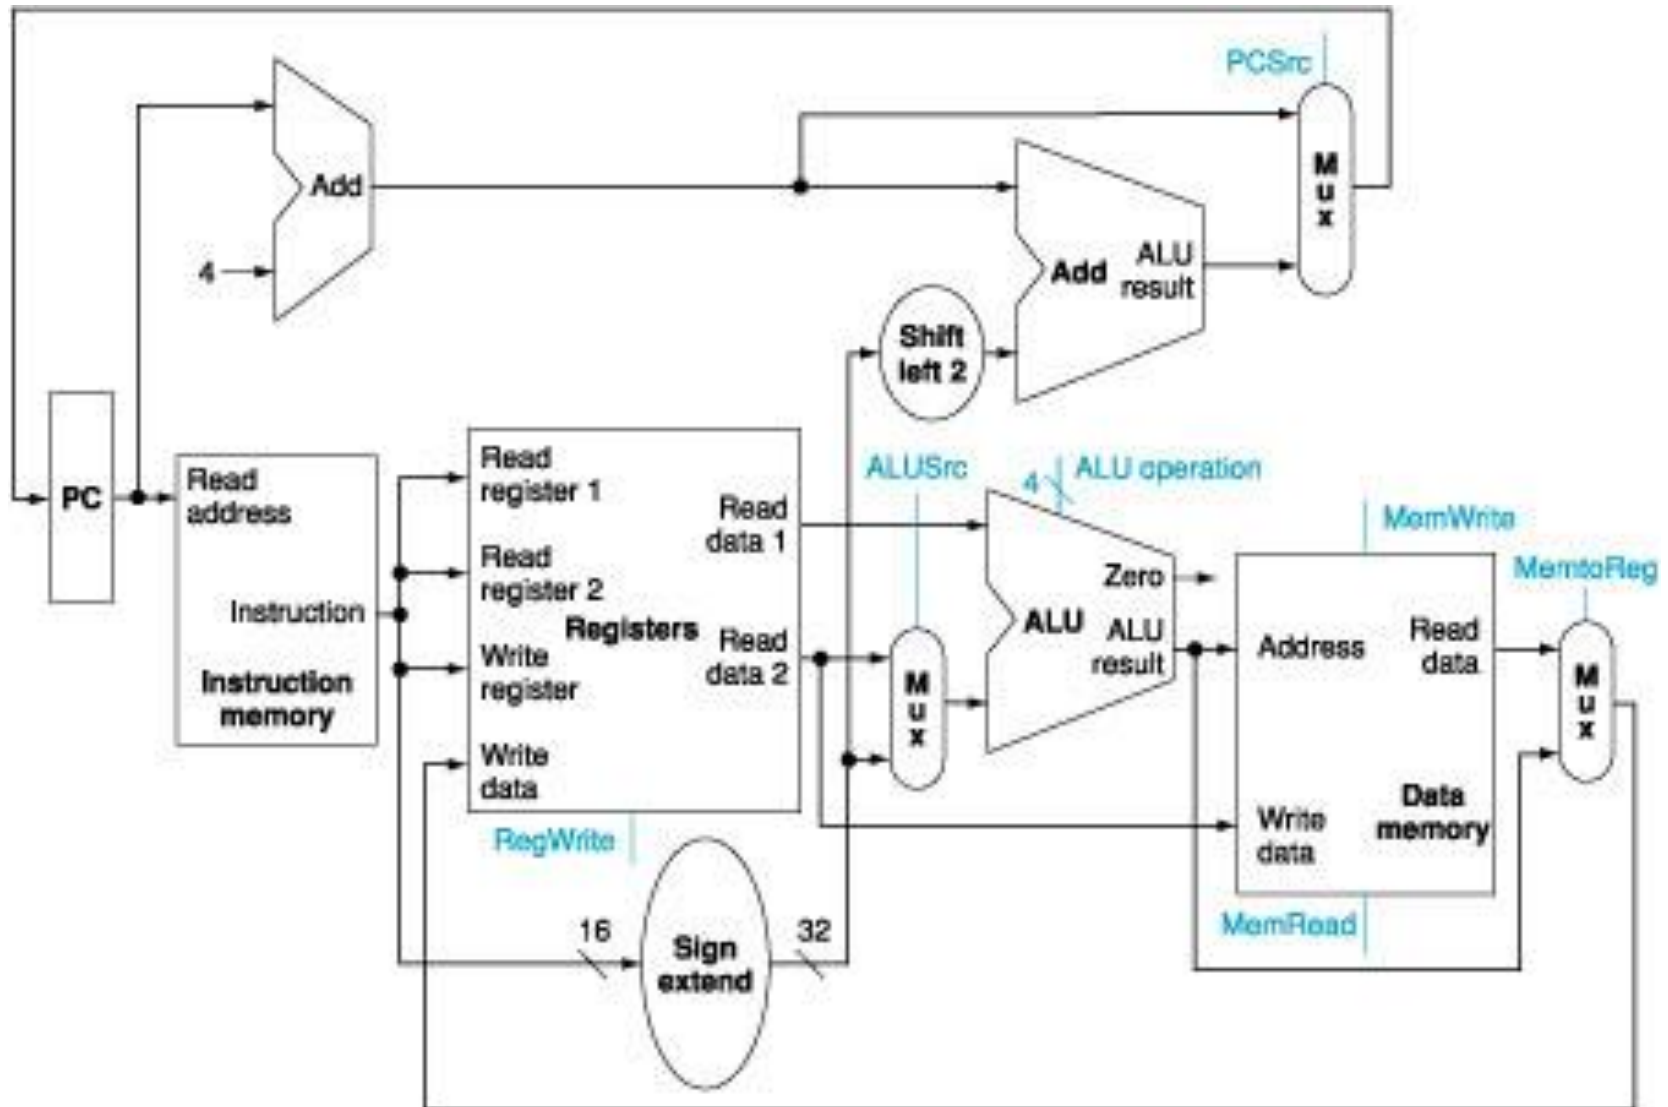 PCSrc
Add
4
M
u
x
Add
ALU
result
Shift
left 2
PC
Read
address
Instruction
Instruction
memory
Read
register 1
Read
register 2
Write
register
Write
data
Registers
Read
data 1
Read
data 2
RegWrite
16
Sign
extend
32
ALUSrc
M
u
x
4
ALU operation
Zero
ALU
ALU
result
MemWrite
Address
Read
data
Write
data
Data
memory
MemRead
MemtoReg
M
u
x